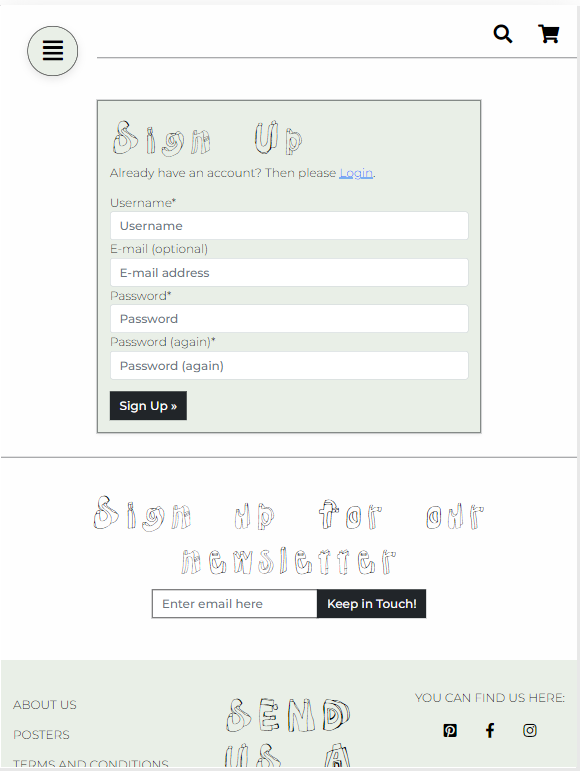 Sign Up
Already have an account? Then please Login.
Username*
Username
E-mail (optional)
E-mail address
Password*
Password
Password (again)*
Password (again)
Sign Up »
Sign up for our
newsletter
Enter email here
Keep in Touch!
ABOUT US
POSTERS
TERMS AND CONDITIONS
SEND
US A
YOU CAN FIND US HERE: